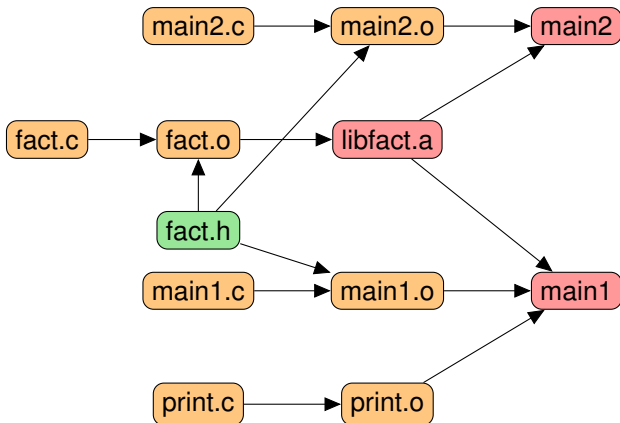 main2.c main2.o main2
fact.c fact.o libfact.a
fact.h
main1.c main1.o main1
print.c print.o